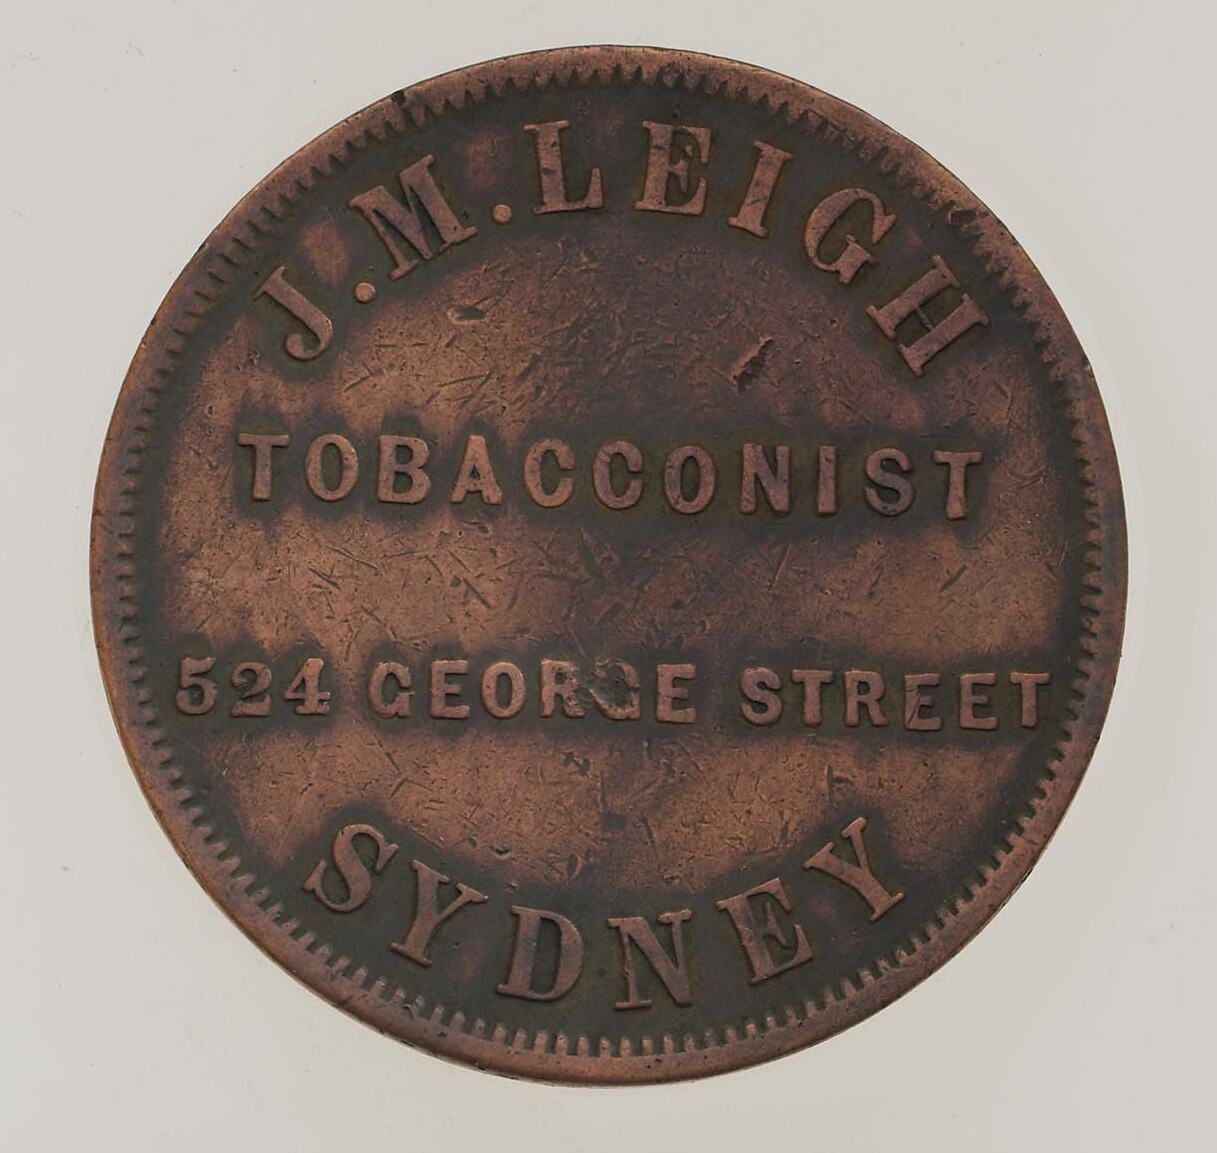 J.M.LEIGH
TOBACCONIST
524 GEORGE STREET
SYDNEY